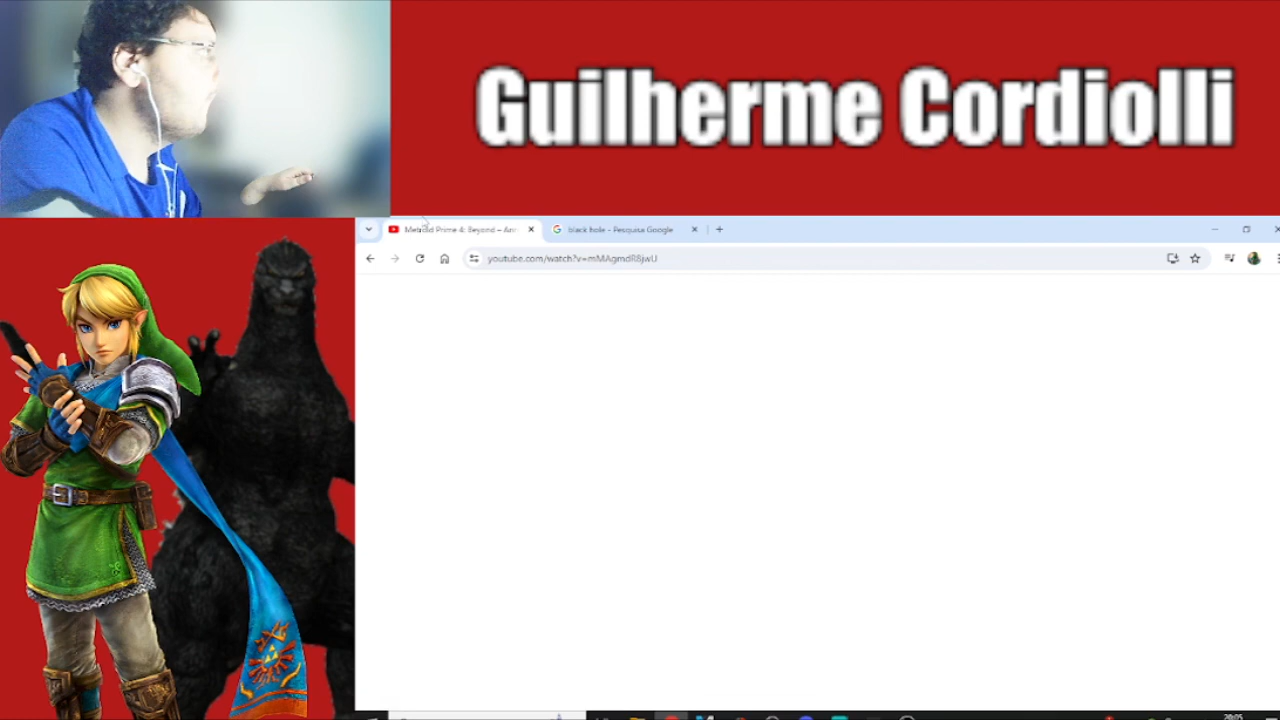 Guilherme Cordiolli
Metroid Prime 4: Beyond – An
black hole - Pesquisa Google
youtube.com/watch?v=mMAgmdR8jwU